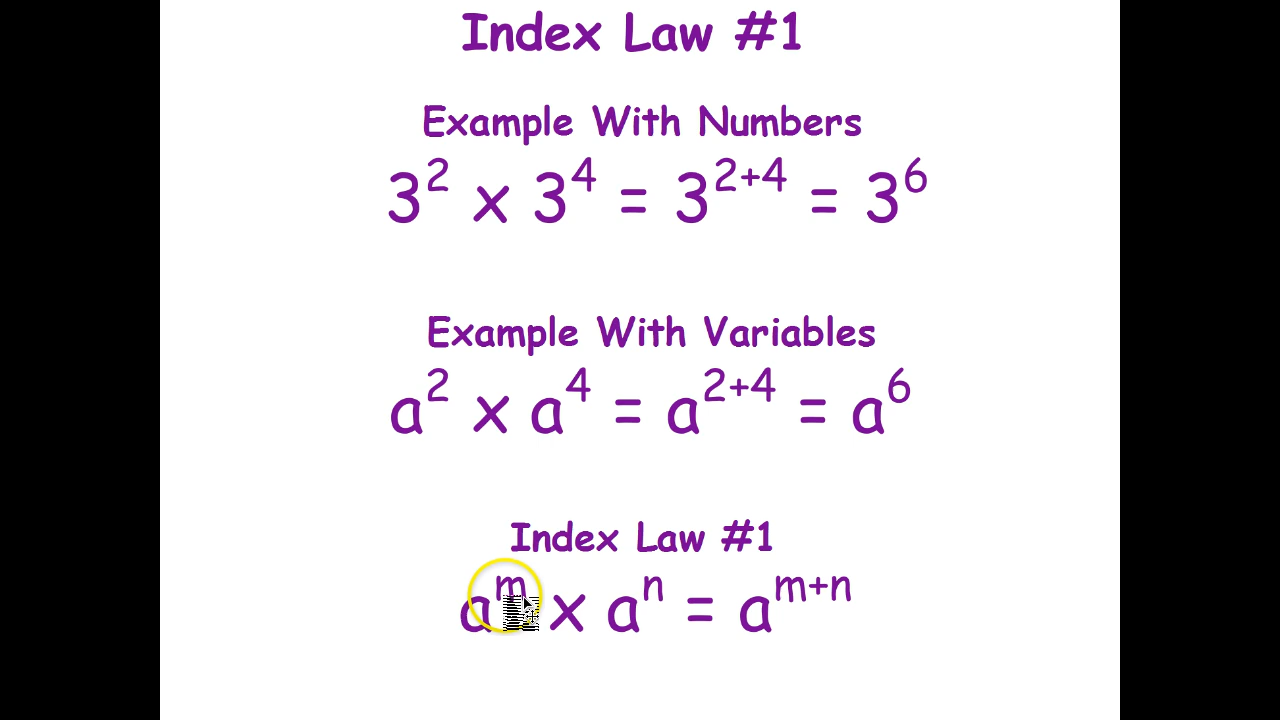 Index Law #1
Example With Numbers
3² x 3⁴ = 3²⁺⁴ = 3⁶
Example With Variables
a² x a⁴ = a²⁺⁴ = a⁶
Index Law #1
aᵐ x aⁿ = aᵐ⁺ⁿ